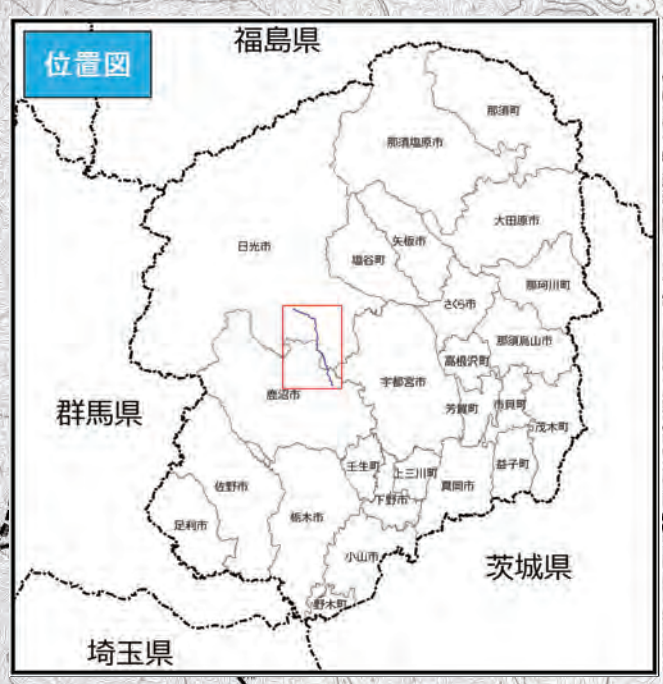 福島県
位置図
那須町
那須塩原市
大田原市
矢板市
日光市
塩谷町
那珂川町
さくら市
那須烏山市
高根沢町
宇都宮市
鹿沼市
市貝町
芳賀町
群馬県
茂木町
壬生町
上三川町
益子町
佐野市
真岡市
下野市
栃木市
足利市
小山市
茨城県
野木町
埼玉県